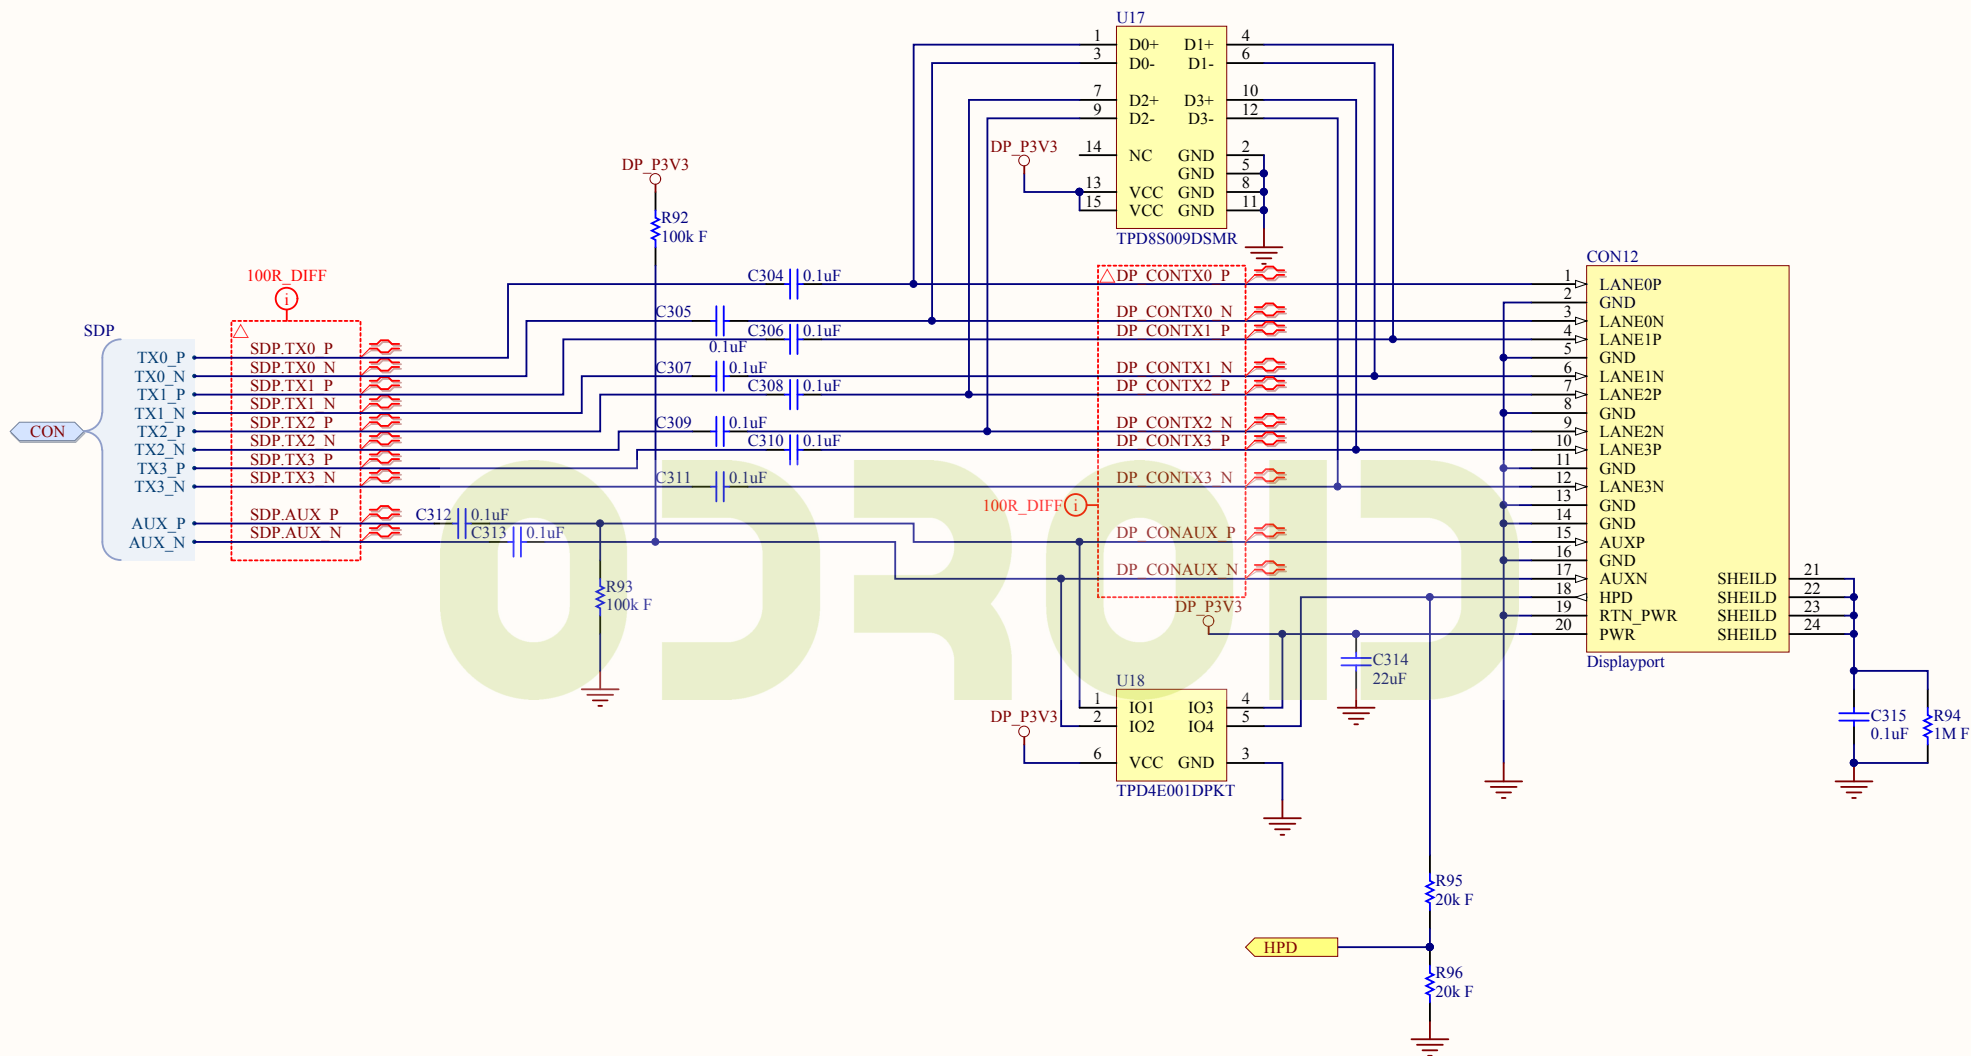 U17
1 D0+ D1+ 4
3 D0- D1- 6
7 D2+ D3+ 10
9 D2- D3- 12
DP_P3V3
14 NC GND 2
GND 5
13 VCC GND 8
15 VCC GND 11
TPD8S009DSMR
DP_P3V3
R92
100k F
100R_DIFF
i
SDP
CON
TX0_P
TX0_N
TX1_P
TX1_N
TX2_P
TX2_N
TX3_P
TX3_N
AUX_P
AUX_N
SDP.TX0_P
SDP.TX0_N
SDP.TX1_P
SDP.TX1_N
SDP.TX2_P
SDP.TX2_N
SDP.TX3_P
SDP.TX3_N
SDP.AUX_P
SDP.AUX_N
C304 0.1uF
C305
0.1uF
C306 0.1uF
C307 0.1uF
C308 0.1uF
C309 0.1uF
C310 0.1uF
C311 0.1uF
C312 0.1uF
C313 0.1uF
R93
100k F
DP_CONTX0_P
DP_CONTX0_N
DP_CONTX1_P
DP_CONTX1_N
DP_CONTX2_P
DP_CONTX2_N
DP_CONTX3_P
DP_CONTX3_N
100R_DIFF
i
DP_CONAUX_P
DP_CONAUX_N
CON12
1 LANE0P
2 GND
3 LANE0N
4 LANE1P
5 GND
6 LANE1N
7 LANE2P
8 GND
9 LANE2N
10 LANE3P
11 GND
12 LANE3N
13 GND
14 GND
15 AUXP
16 GND
17 AUXN SHEILD 21
18 HPD SHEILD 22
19 RTN_PWR SHEILD 23
20 PWR SHEILD 24
Displayport
DP_P3V3
C314
22uF
U18
1 IO1 IO3 4
2 IO2 IO4 5
DP_P3V3
6 VCC GND 3
TPD4E001DPKT
C315
0.1uF
R94
1M F
R95
20k F
HPD
R96
20k F
ODROID